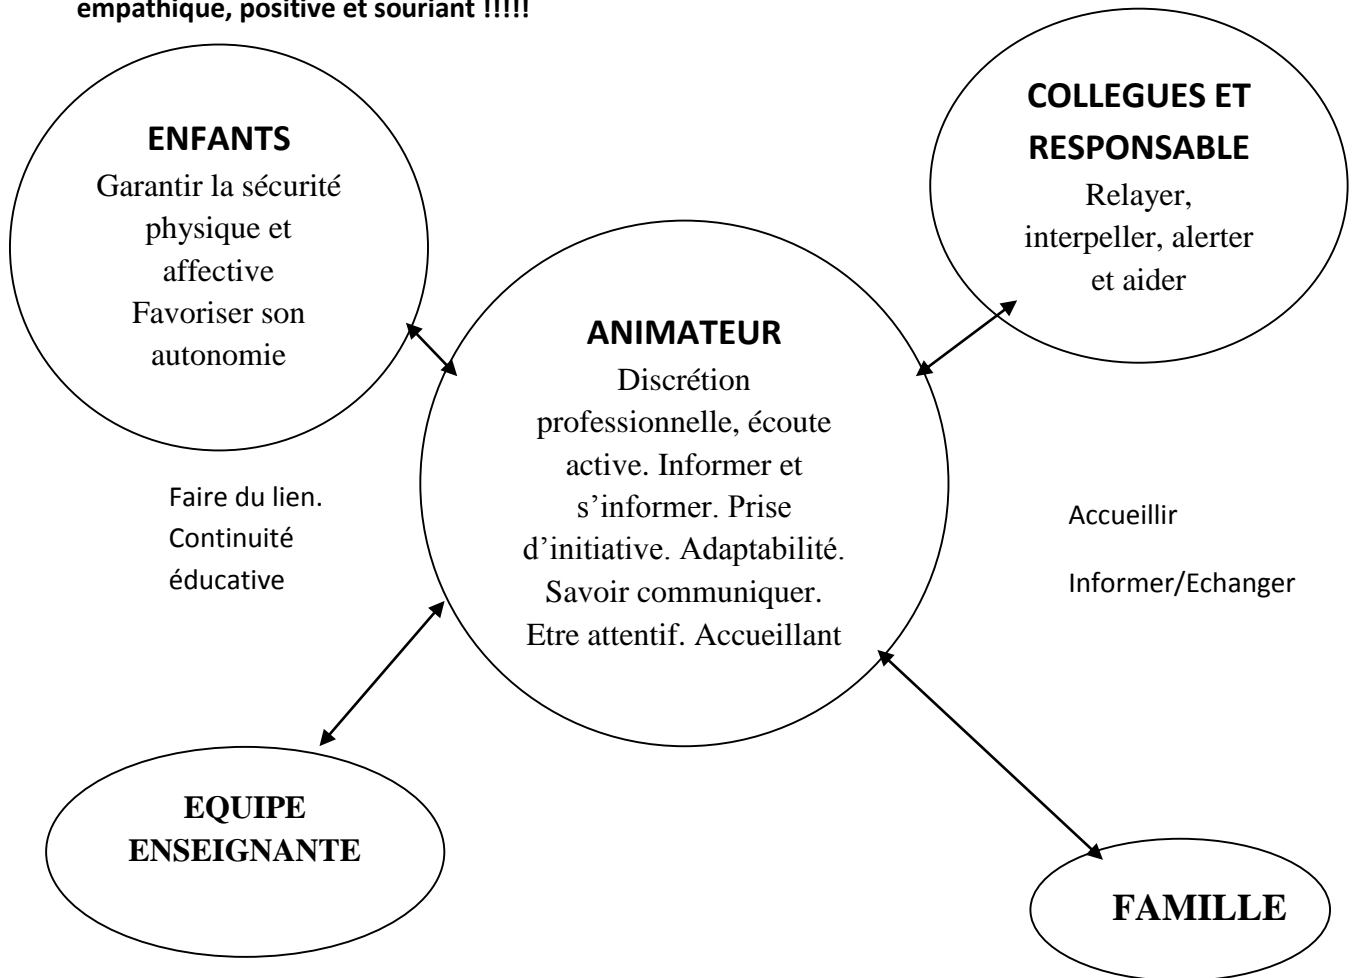 empathique, positive et souriant !!!!!
ENFANTS
Garantir la sécurité
physique et
affective
Favoriser son
autonomie
COLLEGUES ET
RESPONSABLE
Relayer,
interpeller, alerter
et aider
ANIMATEUR
Discrétion
professionnelle, écoute
active. Informer et
s’informer. Prise
d’initiative. Adaptabilité.
Savoir communiquer.
Etre attentif. Accueillant
Faire du lien.
Continuité
éducative
Accueillir
Informer/Echanger
EQUIPE
ENSEIGNANTE
FAMILLE